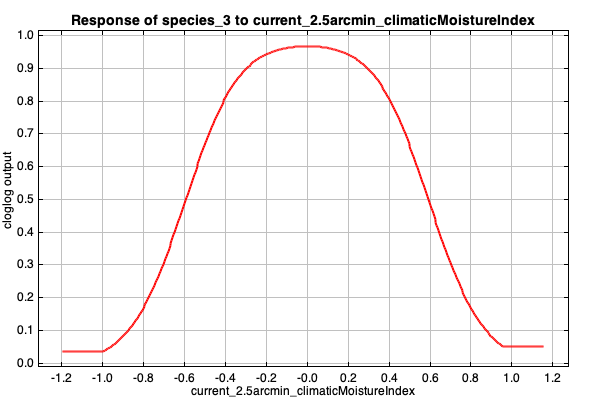 Response of species_3 to current_2.5arcmin_climaticMoistureIndex
1.0
0.9
0.8
0.7
0.6
0.5
0.4
0.3
0.2
0.1
0.0
cloglog output
-1.2 -1.0 -0.8 -0.6 -0.4 -0.2 -0.0 0.2 0.4 0.6 0.8 1.0 1.2
current_2.5arcmin_climaticMoistureIndex